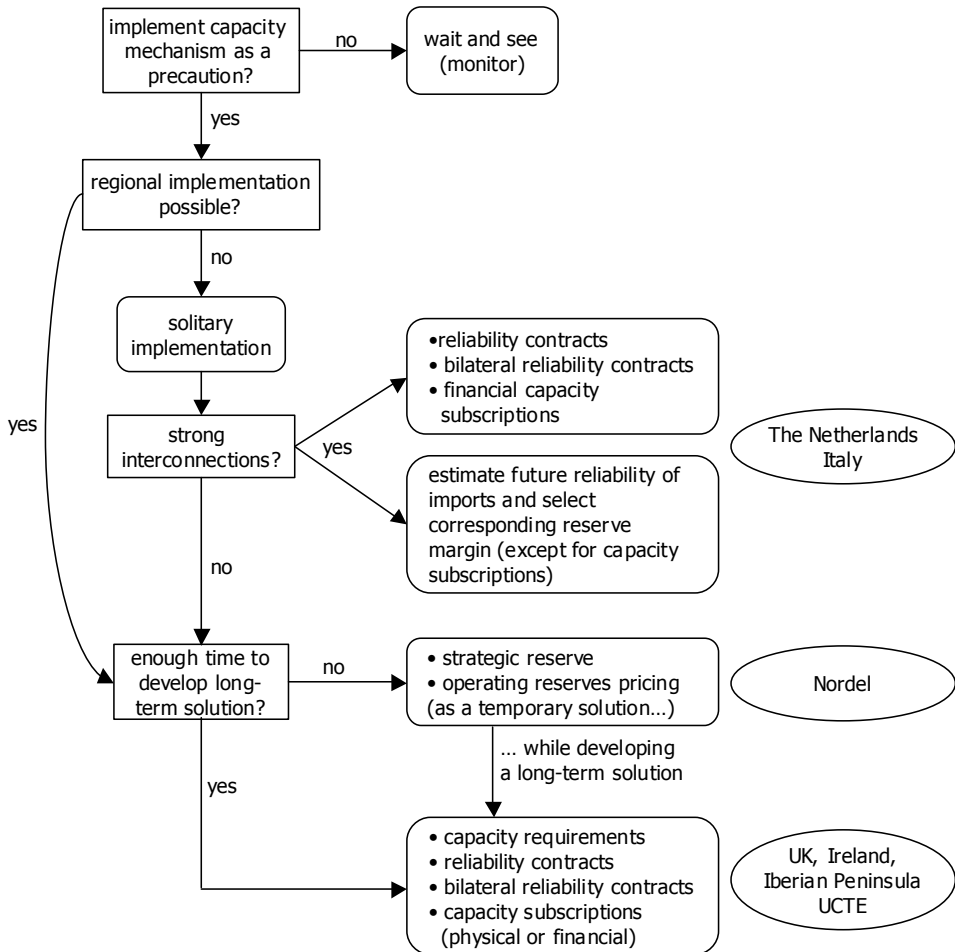 implement capacity
mechanism as a
precaution?
no
wait and see
(monitor)
yes
regional implementation
possible?
no
solitary
implementation
•reliability contracts
• bilateral reliability contracts
• financial capacity
subscriptions
yes
strong
interconnections?
yes
The Netherlands
Italy
estimate future reliability of
imports and select
corresponding reserve
margin (except for capacity
subscriptions)
no
enough time to
develop long-
term solution?
no
• strategic reserve
• operating reserves pricing
(as a temporary solution...)
Nordel
... while developing
a long-term solution
yes
• capacity requirements
• reliability contracts
• bilateral reliability contracts
• capacity subscriptions
(physical or financial)
UK, Ireland,
Iberian Peninsula
UCTE